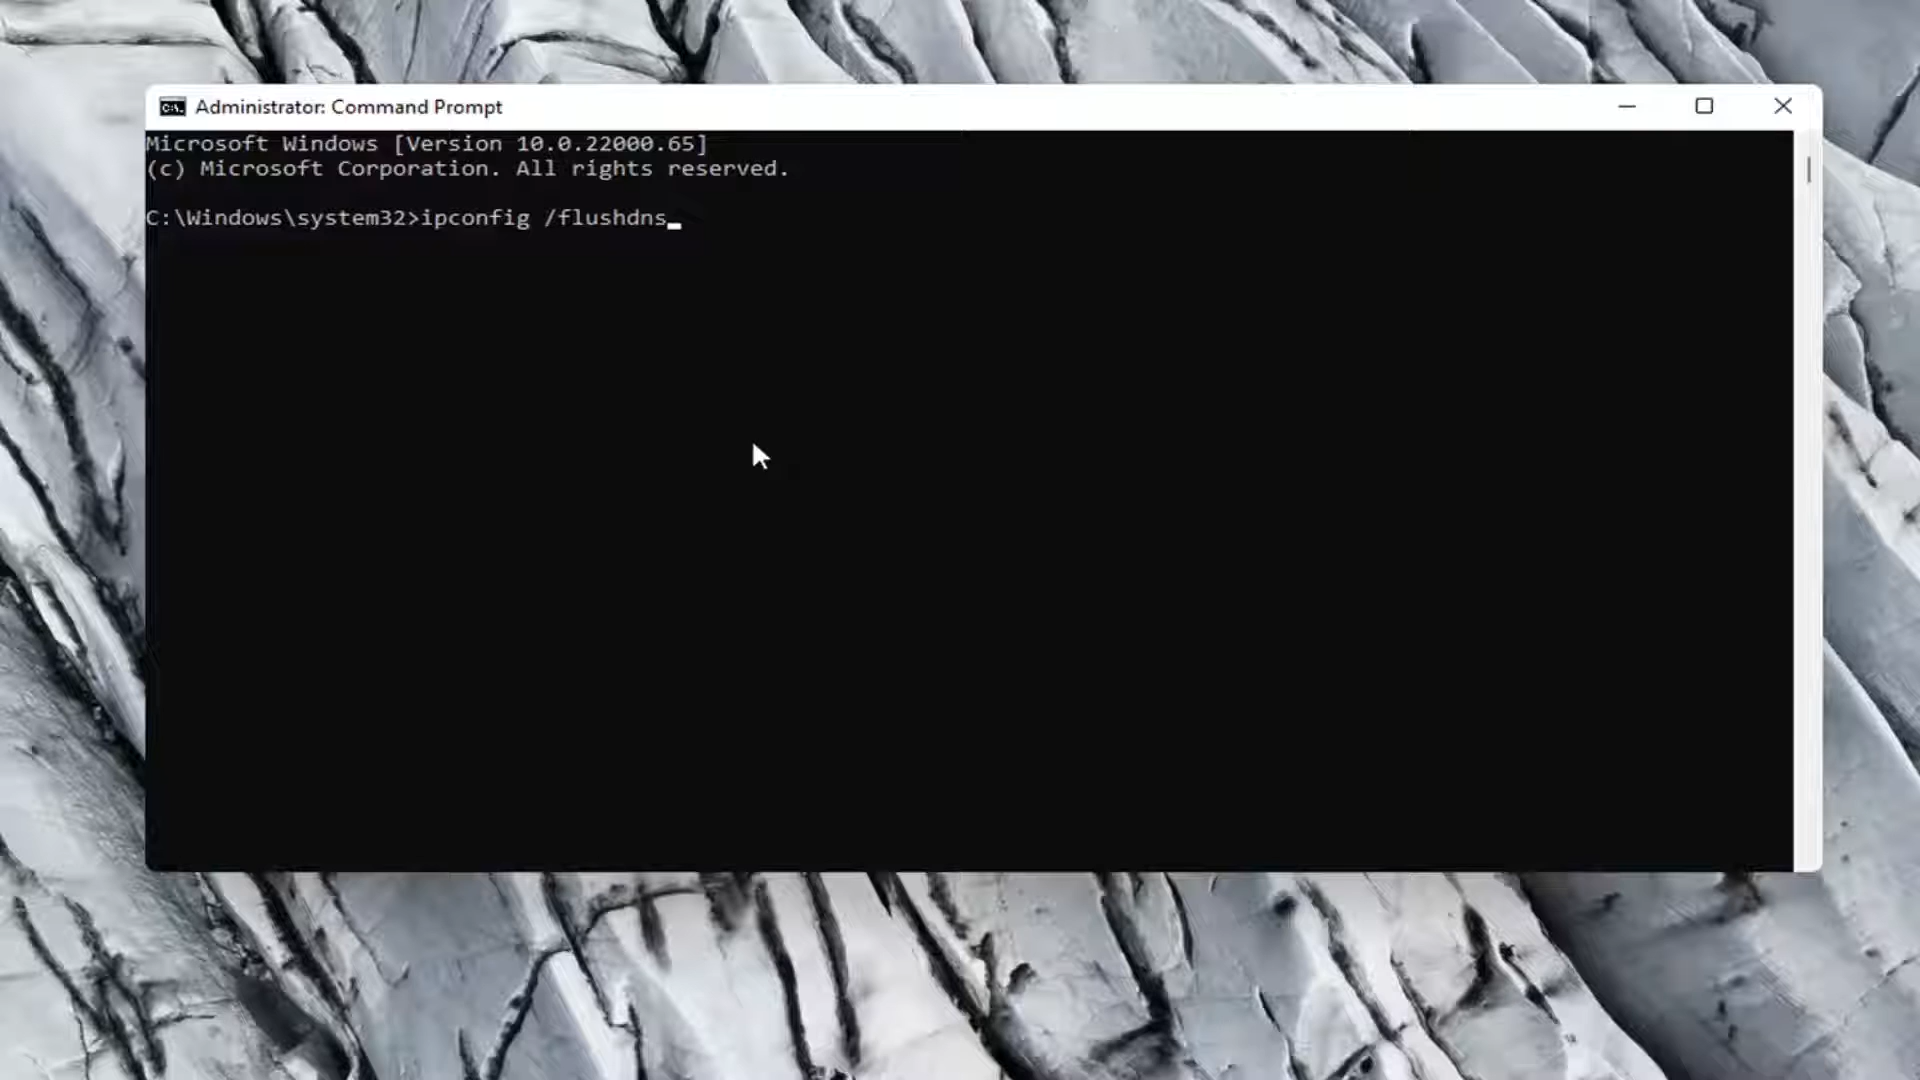 Administrator: Command Prompt
Microsoft Windows [Version 10.0.22000.65]
(c) Microsoft Corporation. All rights reserved.
C:\Windows\system32>ipconfig /flushdns